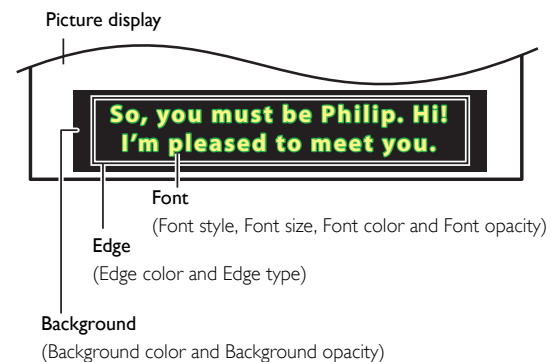 Picture display
So, you must be Philip. Hi!
I'm pleased to meet you.
Font
(Font style, Font size, Font color and Font opacity)
Edge
(Edge color and Edge type)
Background
(Background color and Background opacity)